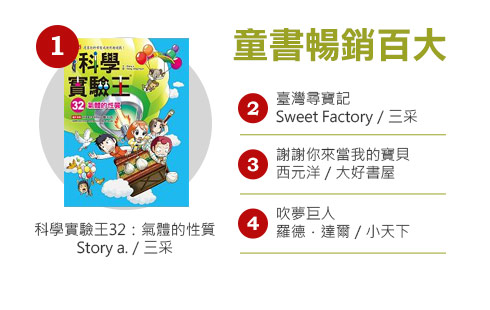 童書暢銷百大
1
科學
實驗王
32 氣體的性質
科學實驗王32：氣體的性質
Story a. / 三采
2
臺灣尋寶記
Sweet Factory / 三采
3
謝謝你來當我的寶貝
西元洋 / 大好書屋
4
吹夢巨人
羅德．達爾 / 小天下